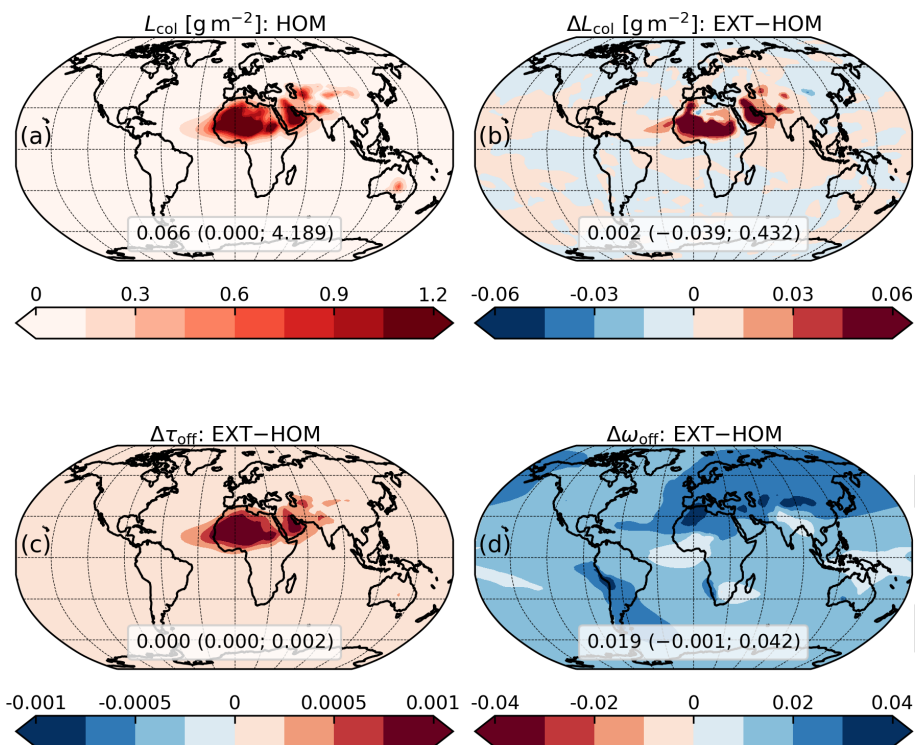 L_col [g m⁻²]: HOM
ΔL_col [g m⁻²]: EXT−HOM
(a)
(b)
0.066 (0.000; 4.189)
0.002 (−0.039; 0.432)
0 0.3 0.6 0.9 1.2
-0.06 -0.03 0 0.03 0.06
Δτ_off: EXT−HOM
Δω_off: EXT−HOM
(c)
(d)
0.000 (0.000; 0.002)
0.019 (−0.001; 0.042)
-0.001 -0.0005 0 0.0005 0.001
-0.04 -0.02 0 0.02 0.04